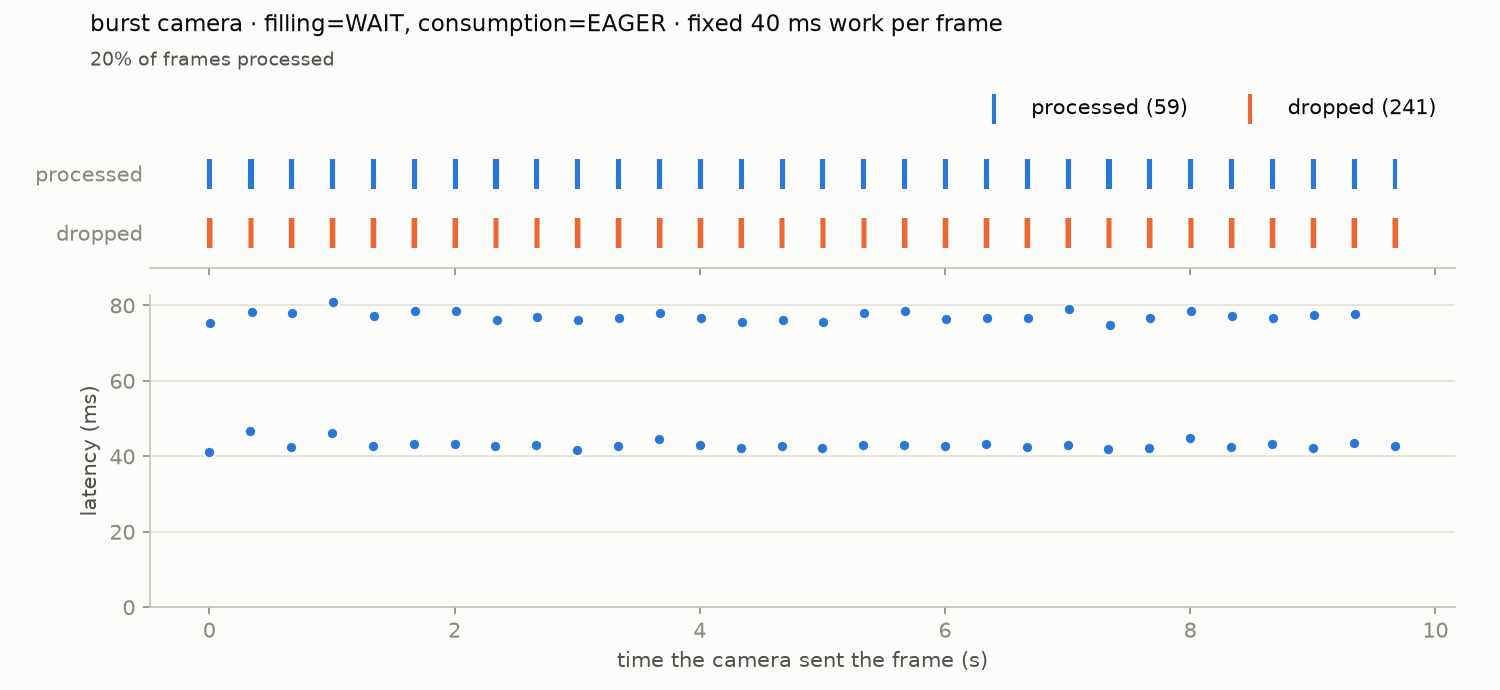 burst camera · filling=WAIT, consumption=EAGER · fixed 40 ms work per frame
20% of frames processed
processed (59)
dropped (241)
processed
dropped
80
60
40
20
0
latency (ms)
0
2
4
6
8
10
time the camera sent the frame (s)